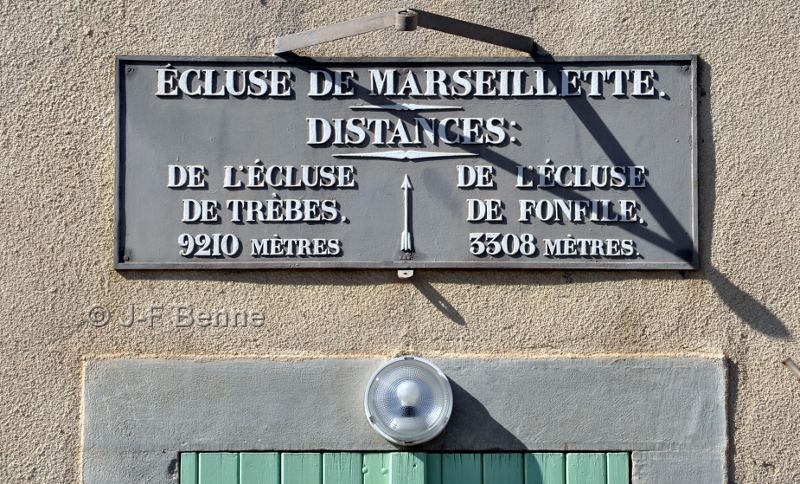 ÉCLUSE DE MARSEILLETTE.
DISTANCES:
DE L'ÉCLUSE
DE TRÈBES.
9210 MÈTRES
DE L'ÉCLUSE
DE FONFILE.
3308 MÈTRES.
© J-F Benne